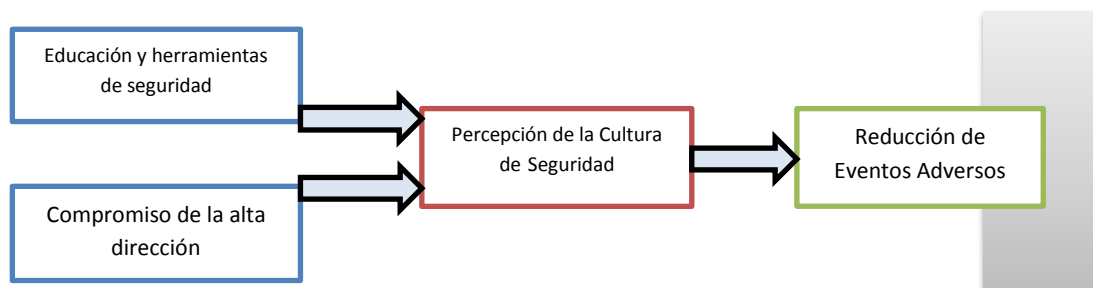 Educación y herramientas
de seguridad
Percepción de la Cultura
de Seguridad
Reducción de
Eventos Adversos
Compromiso de la alta
dirección